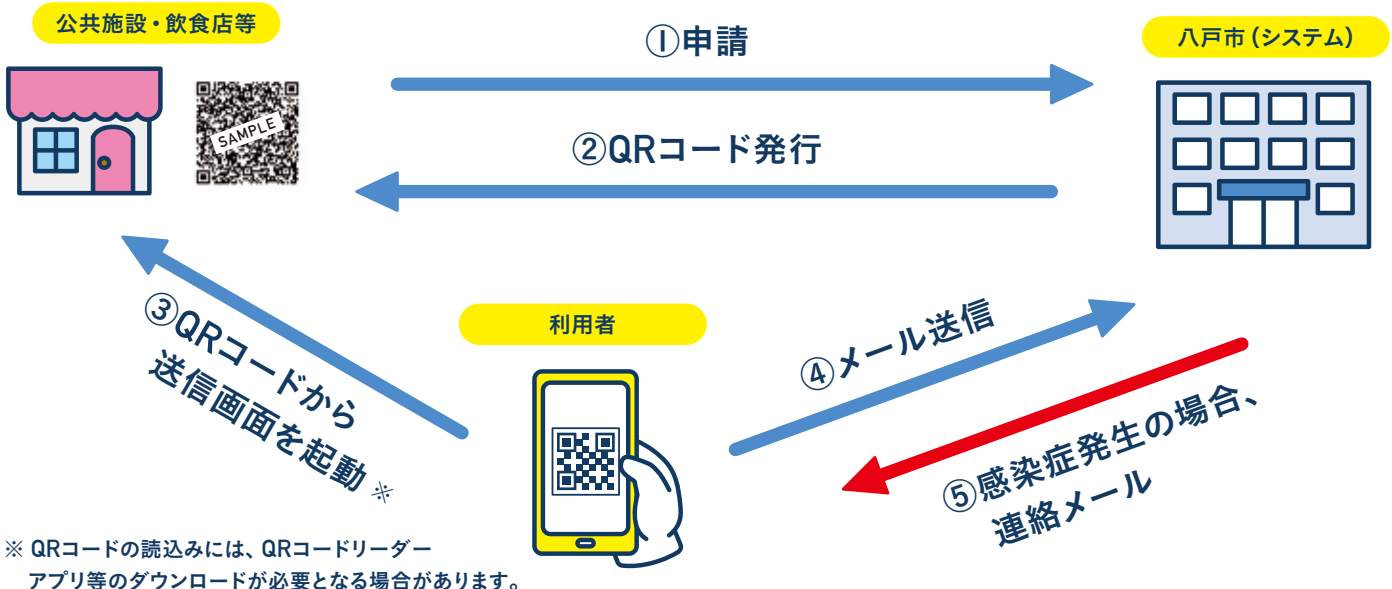 公共施設・飲食店等
①申請
八戸市（システム）
SAMPLE
②QRコード発行
③QRコードから
送信画面を起動※
利用者
④メール送信
⑤感染症発生の場合、
連絡メール
※ QRコードの読込みには、QRコードリーダー
アプリ等のダウンロードが必要となる場合があります。